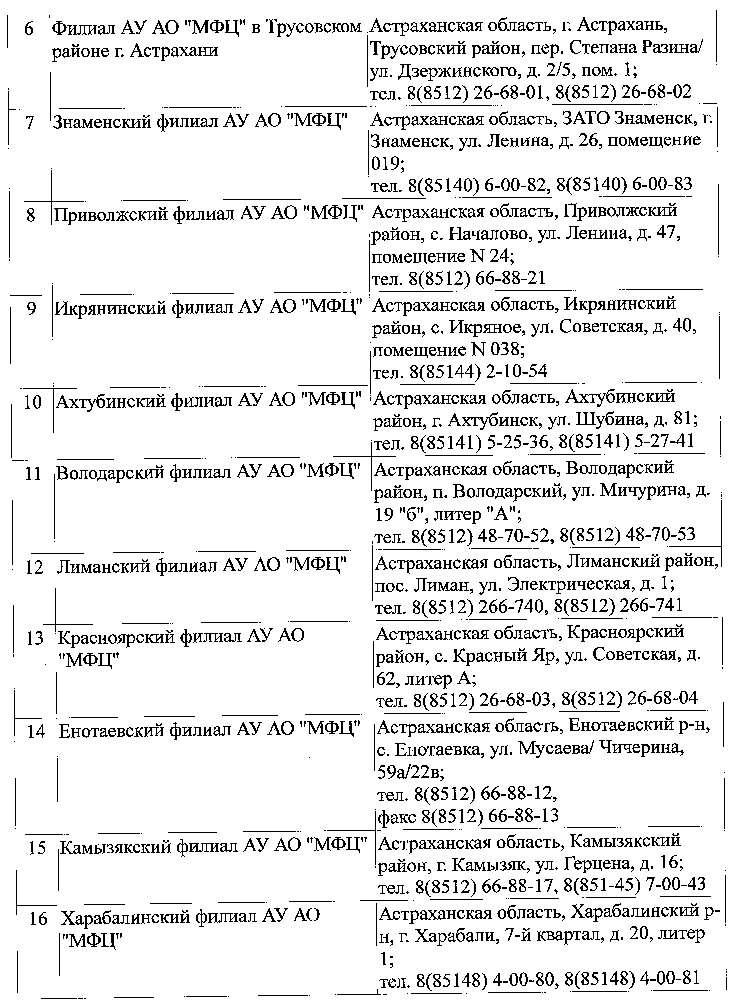 6
Филиал АУ АО "МФЦ" в Трусовском
районе г. Астрахани
Астраханская область, г. Астрахань,
Трусовский район, пер. Степана Разина/
ул. Дзержинского, д. 2/5, пом. 1;
тел. 8(8512) 26-68-01, 8(8512) 26-68-02
7
Знаменский филиал АУ АО "МФЦ"
Астраханская область, ЗАТО Знаменск, г.
Знаменск, ул. Ленина, д. 26, помещение
019;
тел. 8(85140) 6-00-82, 8(85140) 6-00-83
8
Приволжский филиал АУ АО "МФЦ"
Астраханская область, Приволжский
район, с. Началово, ул. Ленина, д. 47,
помещение N 24;
тел. 8(8512) 66-88-21
9
Икрянинский филиал АУ АО "МФЦ"
Астраханская область, Икрянинский
район, с. Икряное, ул. Советская, д. 40,
помещение N 038;
тел. 8(85144) 2-10-54
10
Ахтубинский филиал АУ АО "МФЦ"
Астраханская область, Ахтубинский
район, г. Ахтубинск, ул. Шубина, д. 81;
тел. 8(85141) 5-25-36, 8(85141) 5-27-41
11
Володарский филиал АУ АО "МФЦ"
Астраханская область, Володарский
район, п. Володарский, ул. Мичурина, д.
19 "б", литер "А";
тел. 8(8512) 48-70-52, 8(8512) 48-70-53
12
Лиманский филиал АУ АО "МФЦ"
Астраханская область, Лиманский район,
пос. Лиман, ул. Электрическая, д. 1;
тел. 8(8512) 266-740, 8(8512) 266-741
13
Красноярский филиал АУ АО
"МФЦ"
Астраханская область, Красноярский
район, с. Красный Яр, ул. Советская, д.
62, литер А;
тел. 8(8512) 26-68-03, 8(8512) 26-68-04
14
Енотаевский филиал АУ АО "МФЦ"
Астраханская область, Енотаевский р-н,
с. Енотаевка, ул. Мусаева/ Чичерина,
59а/22в;
тел. 8(8512) 66-88-12,
факс 8(8512) 66-88-13
15
Камызякский филиал АУ АО "МФЦ"
Астраханская область, Камызякский
район, г. Камызяк, ул. Герцена, д. 16;
тел. 8(8512) 66-88-17, 8(851-45) 7-00-43
16
Харабалинский филиал АУ АО
"МФЦ"
Астраханская область, Харабалинский р-
н, г. Харабали, 7-й квартал, д. 20, литер
1;
тел. 8(85148) 4-00-80, 8(85148) 4-00-81